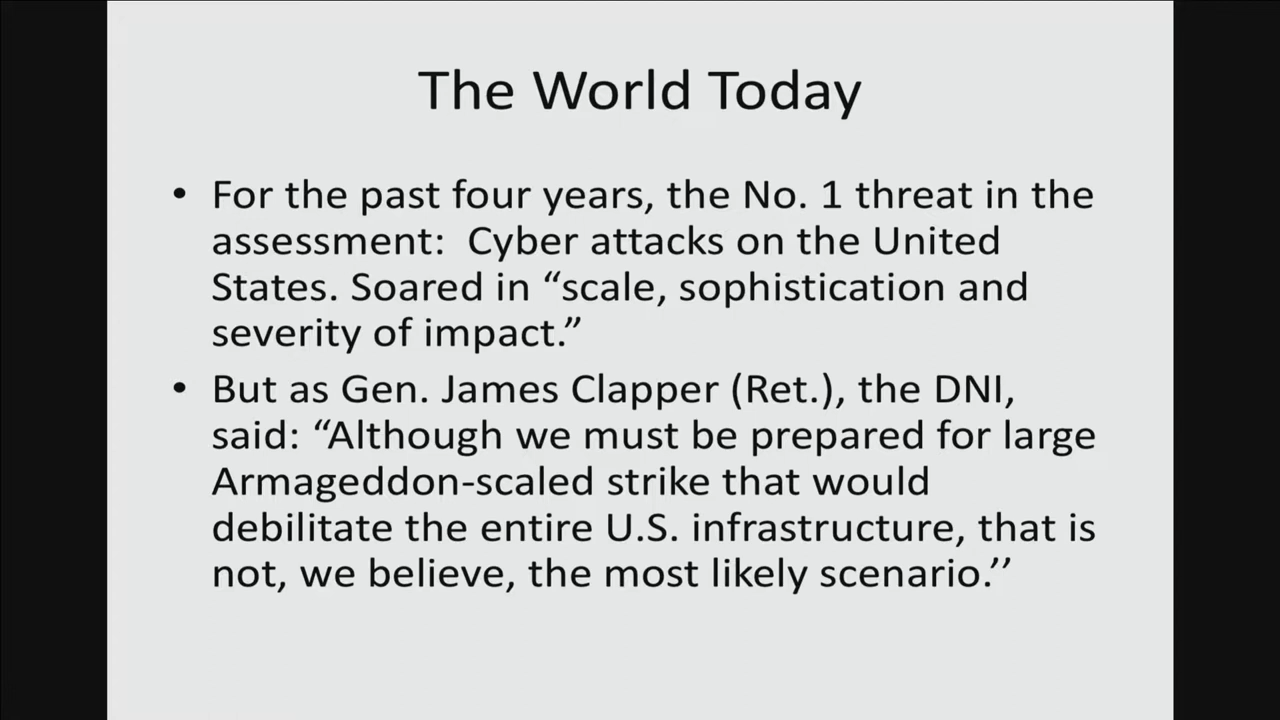 The World Today
• For the past four years, the No. 1 threat in the
assessment:  Cyber attacks on the United
States. Soared in “scale, sophistication and
severity of impact.”
• But as Gen. James Clapper (Ret.), the DNI,
said: “Although we must be prepared for large
Armageddon-scaled strike that would
debilitate the entire U.S. infrastructure, that is
not, we believe, the most likely scenario.’’